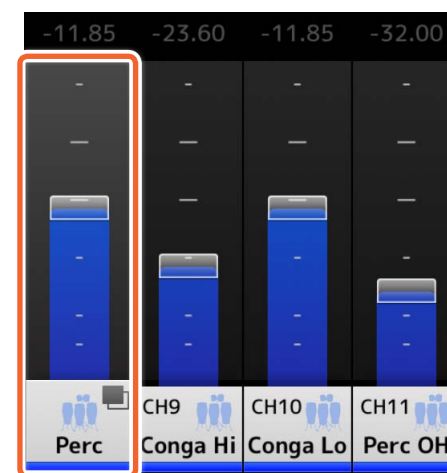 -11.85 -23.60 -11.85 -32.00
CH9 CH10 CH11
Perc Conga Hi Conga Lo Perc OH